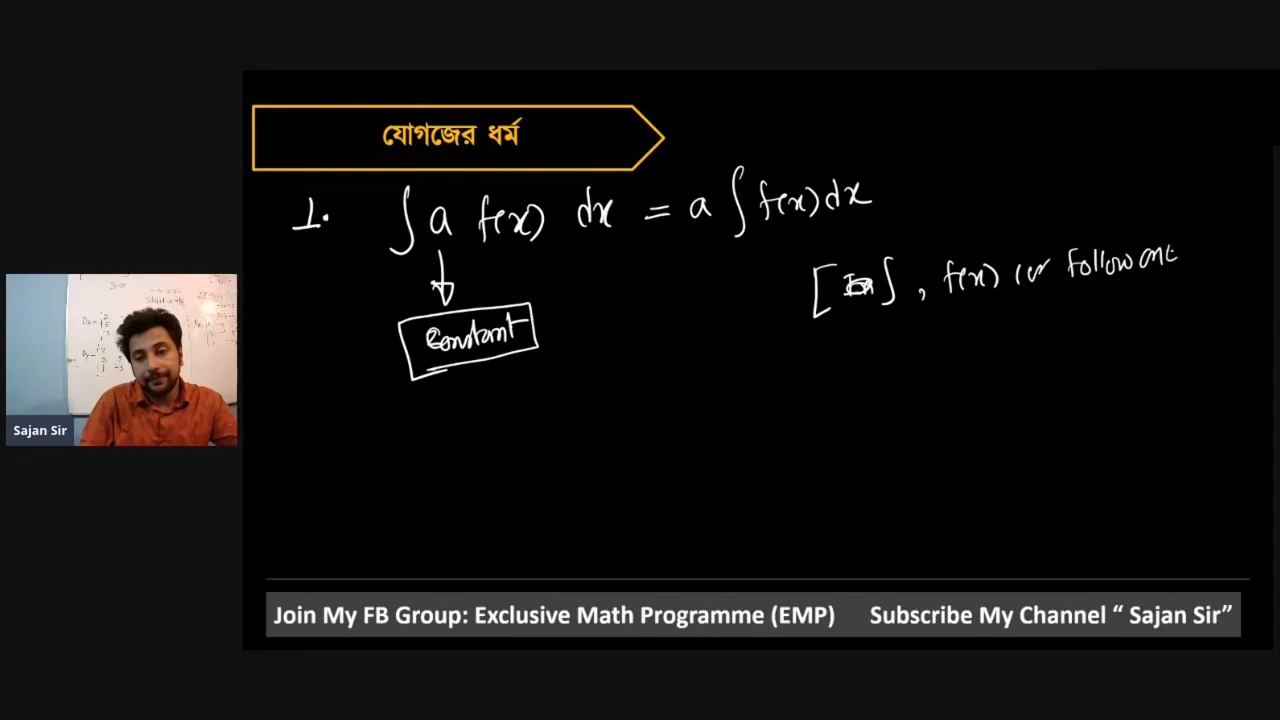 যোগজের ধর্ম
1. ∫ a f(x) dx = a ∫ f(x) dx
[ ∫ , f(x) কে follow করে
Constant
Sajan Sir
Join My FB Group: Exclusive Math Programme (EMP) Subscribe My Channel “ Sajan Sir”